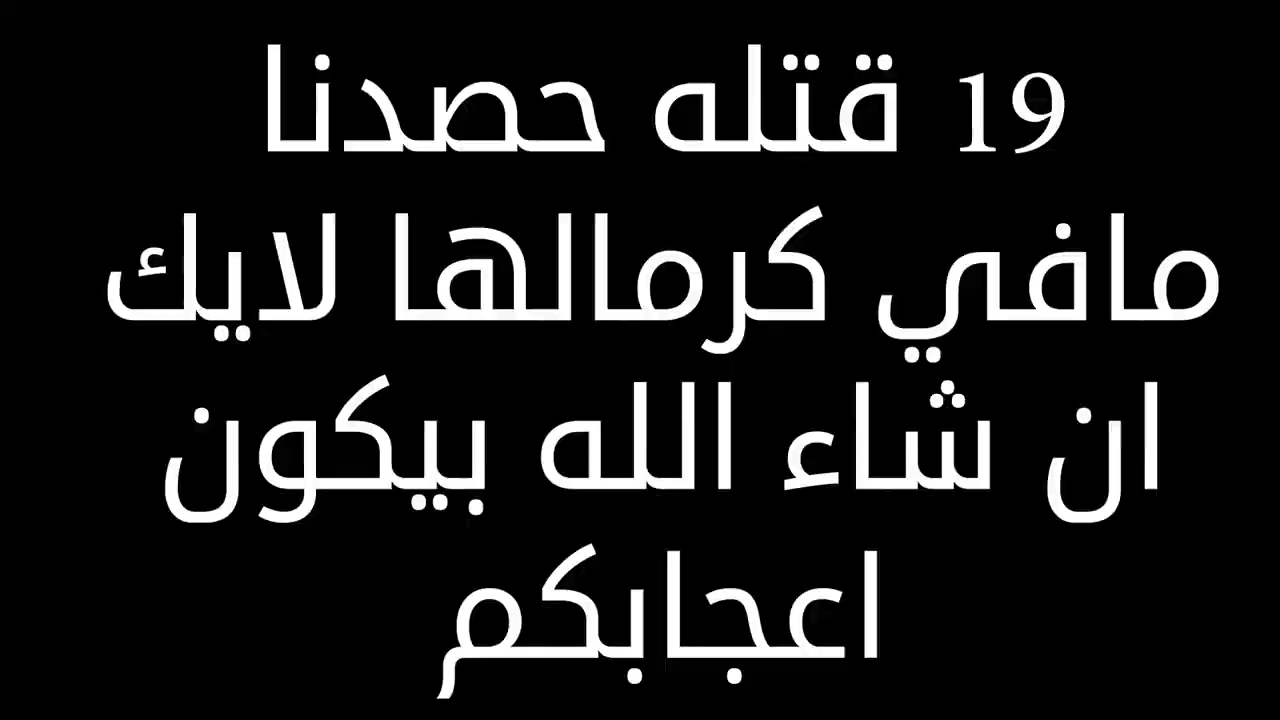 19 قتله حصدنا
مافي كرمالها لايك
ان شاء الله بيكون
اعجابكم